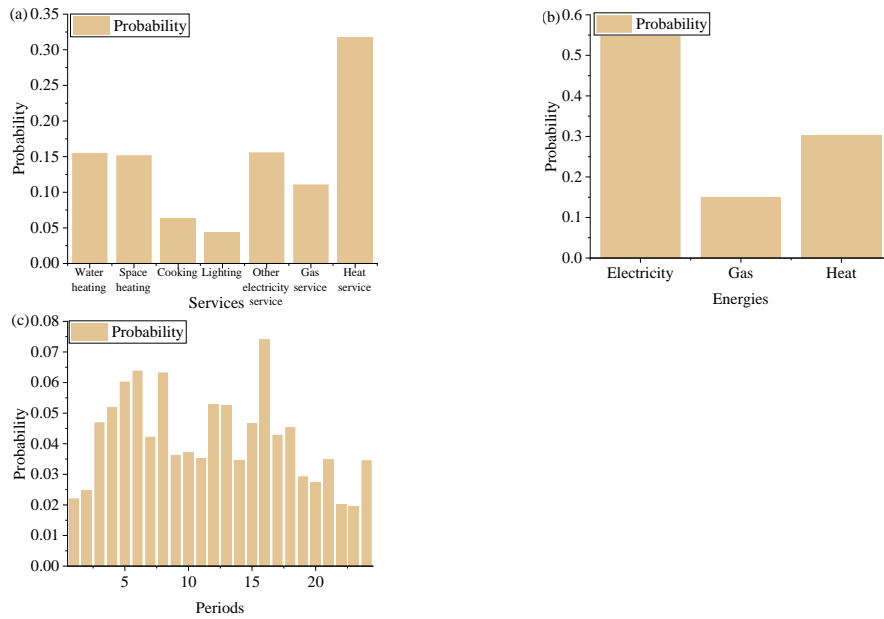 (a)
Probability
0.35
0.30
0.25
0.20
0.15
0.10
0.05
0.00
Probability
Water heating
Space heating
Cooking
Lighting
Other electricity service
Gas service
Heat service
Services
(b)
Probability
0.6
0.5
0.4
0.3
0.2
0.1
0.0
Probability
Electricity
Gas
Heat
Energies
(c)
Probability
0.08
0.07
0.06
0.05
0.04
0.03
0.02
0.01
0.00
Probability
5
10
15
20
Periods